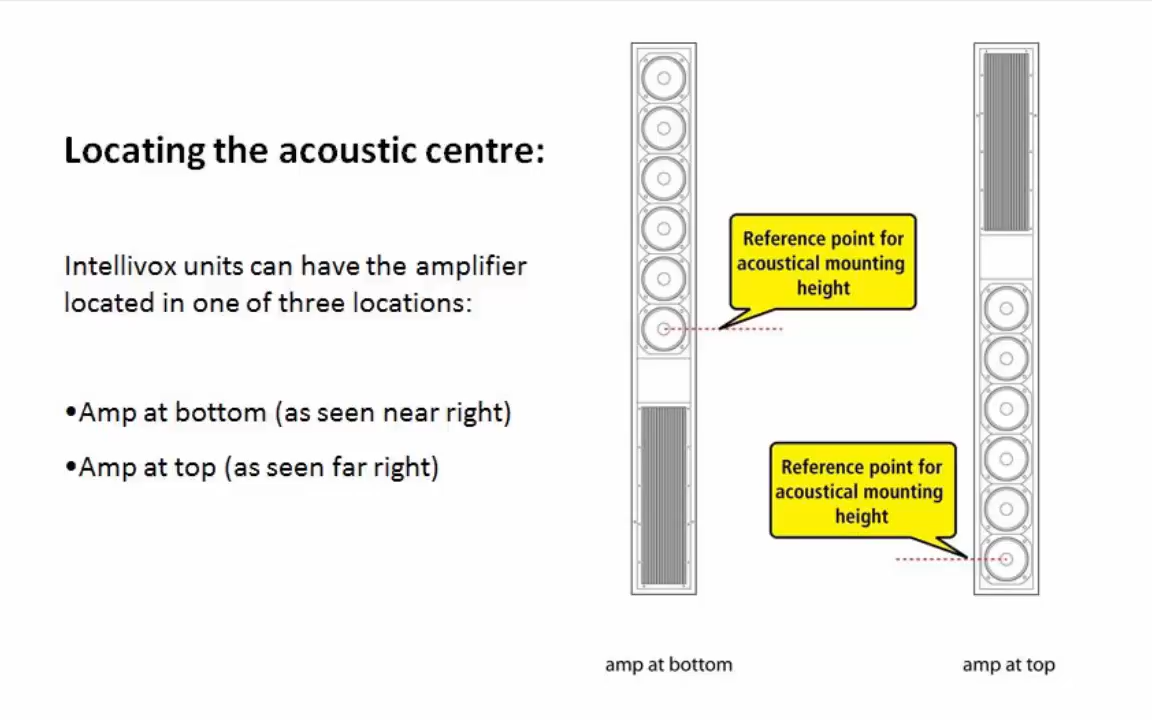 Locating the acoustic centre:
Intellivox units can have the amplifier
located in one of three locations:
•Amp at bottom (as seen near right)
•Amp at top (as seen far right)
Reference point for
acoustical mounting
height
Reference point for
acoustical mounting
height
amp at bottom
amp at top